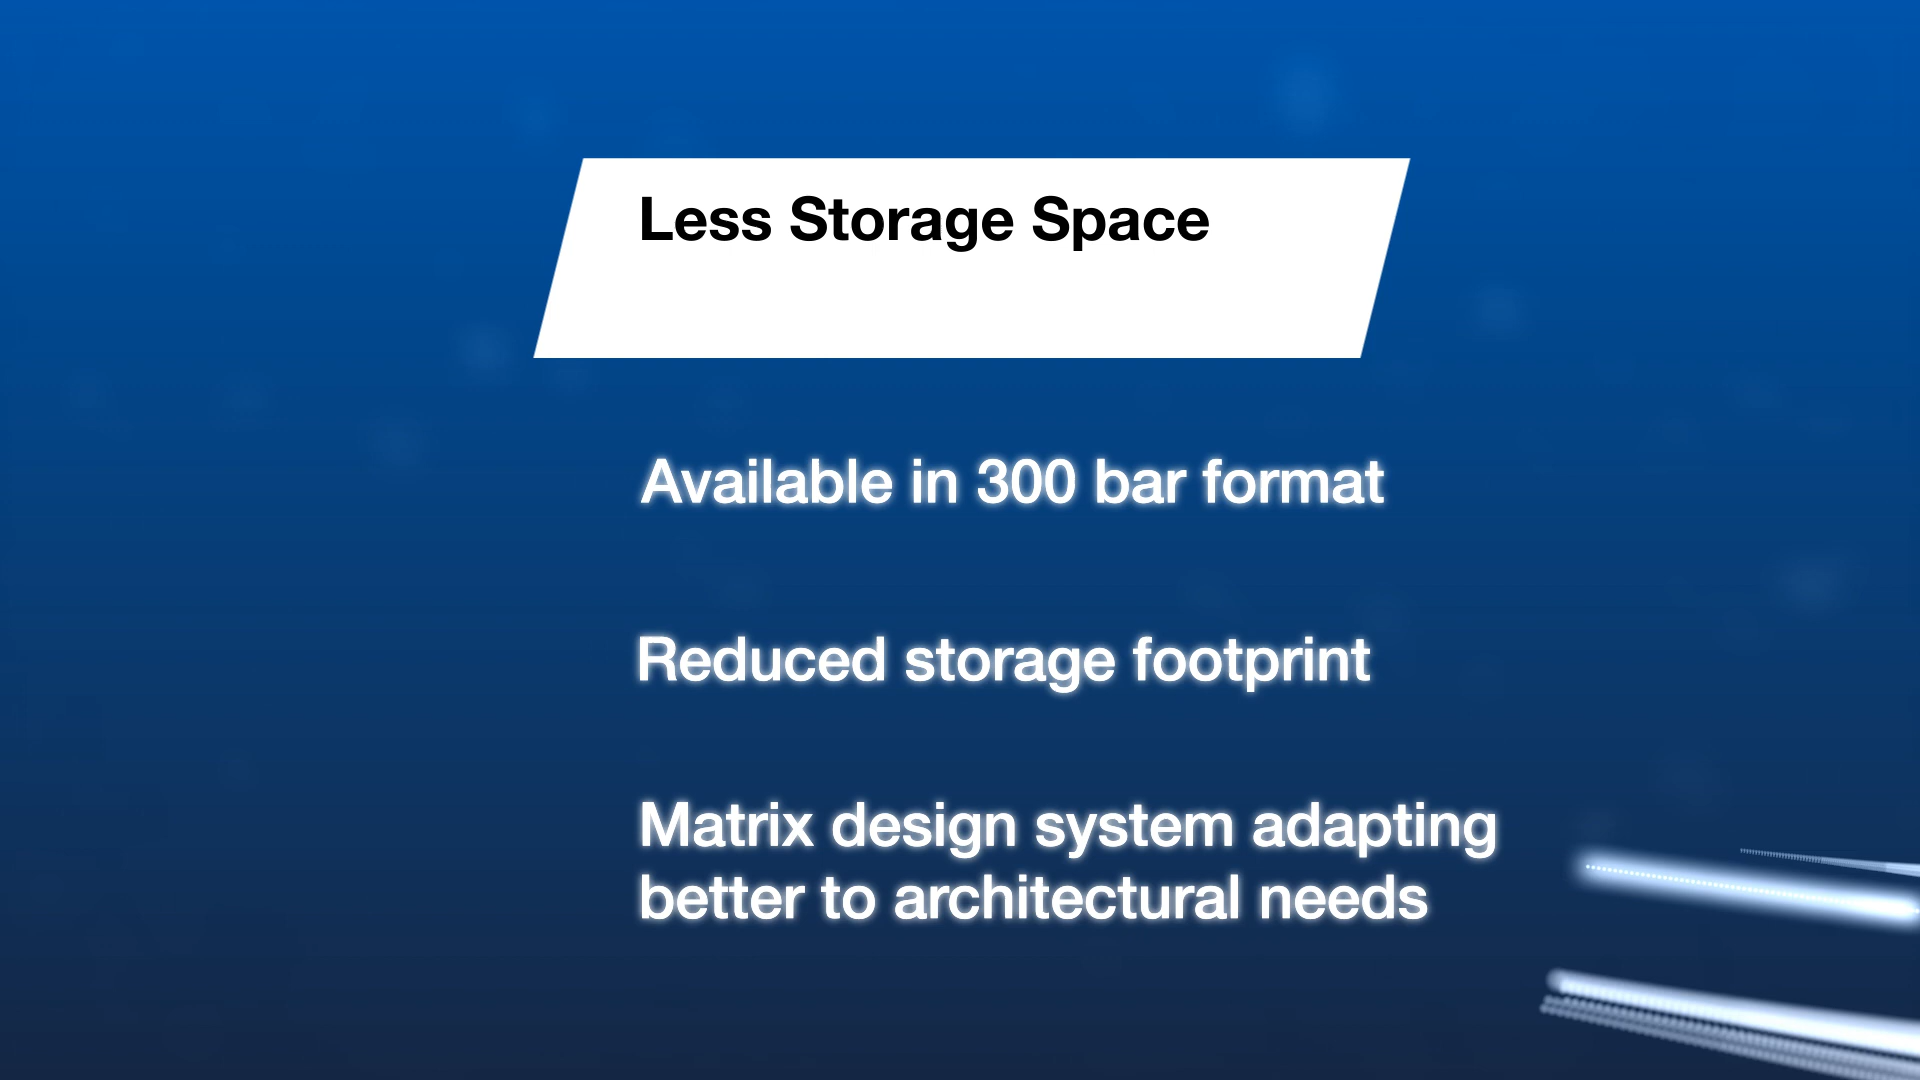 Less Storage Space
Available in 300 bar format
Reduced storage footprint
Matrix design system adapting
better to architectural needs